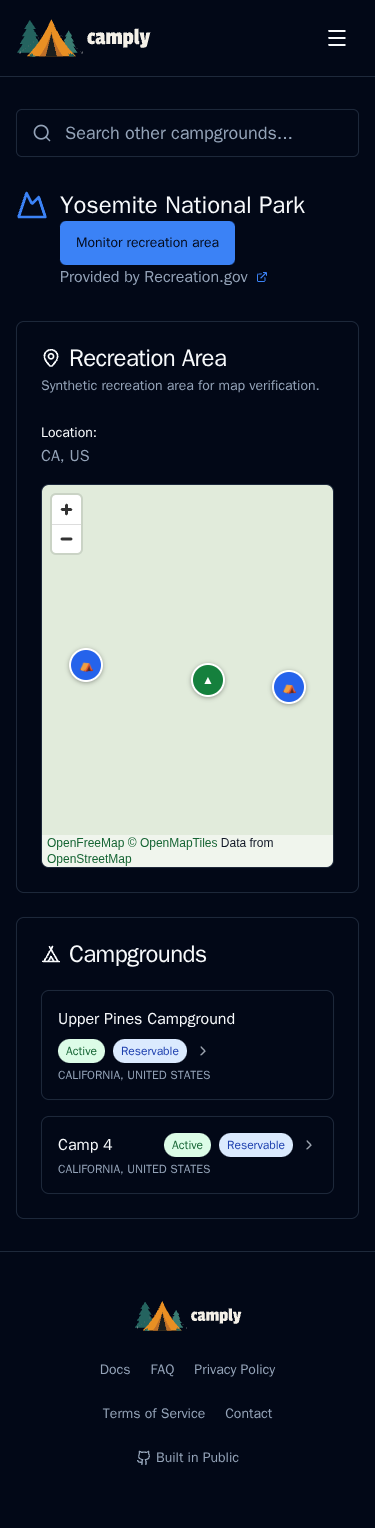 camply
Search other campgrounds...
Yosemite National Park
Monitor recreation area
Provided by Recreation.gov
Recreation Area
Synthetic recreation area for map verification.
Location:
CA, US
+
−
OpenFreeMap © OpenMapTiles Data from
OpenStreetMap
Campgrounds
Upper Pines Campground
Active Reservable
CALIFORNIA, UNITED STATES
Camp 4 Active Reservable
CALIFORNIA, UNITED STATES
camply
Docs FAQ Privacy Policy
Terms of Service Contact
Built in Public